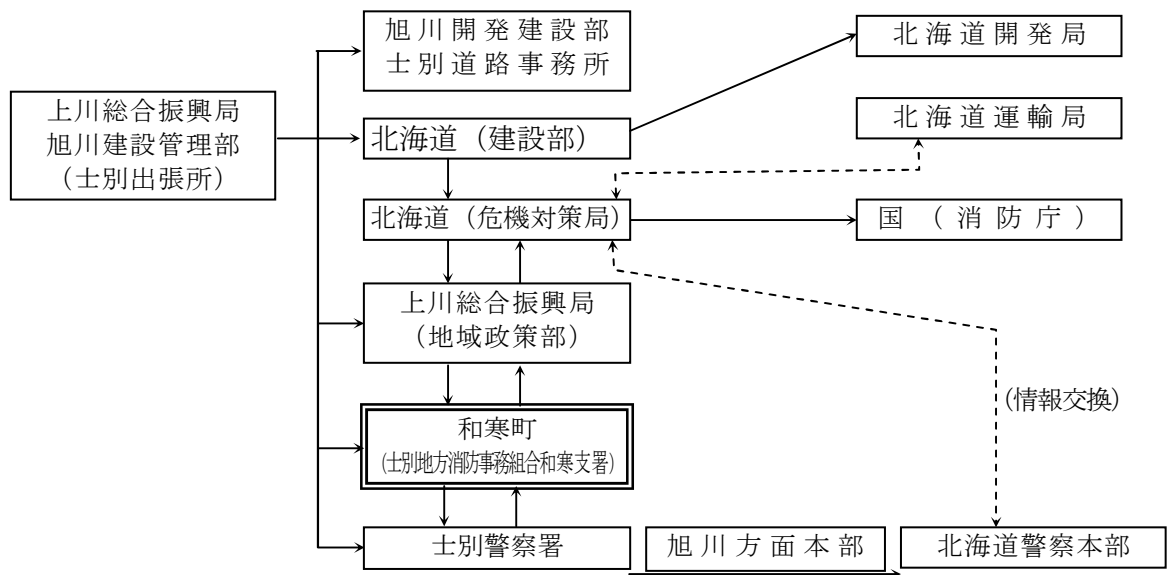 上川総合振興局
旭川建設管理部
(士別出張所)
旭川開発建設部
士別道路事務所
北海道（建設部）
北海道（危機対策局）
上川総合振興局
（地域政策部）
和寒町
(士別地方消防事務組合和寒支署)
士別警察署
旭川方面本部
北海道警察本部
北海道開発局
北海道運輸局
国（消防庁）
(情報交換)